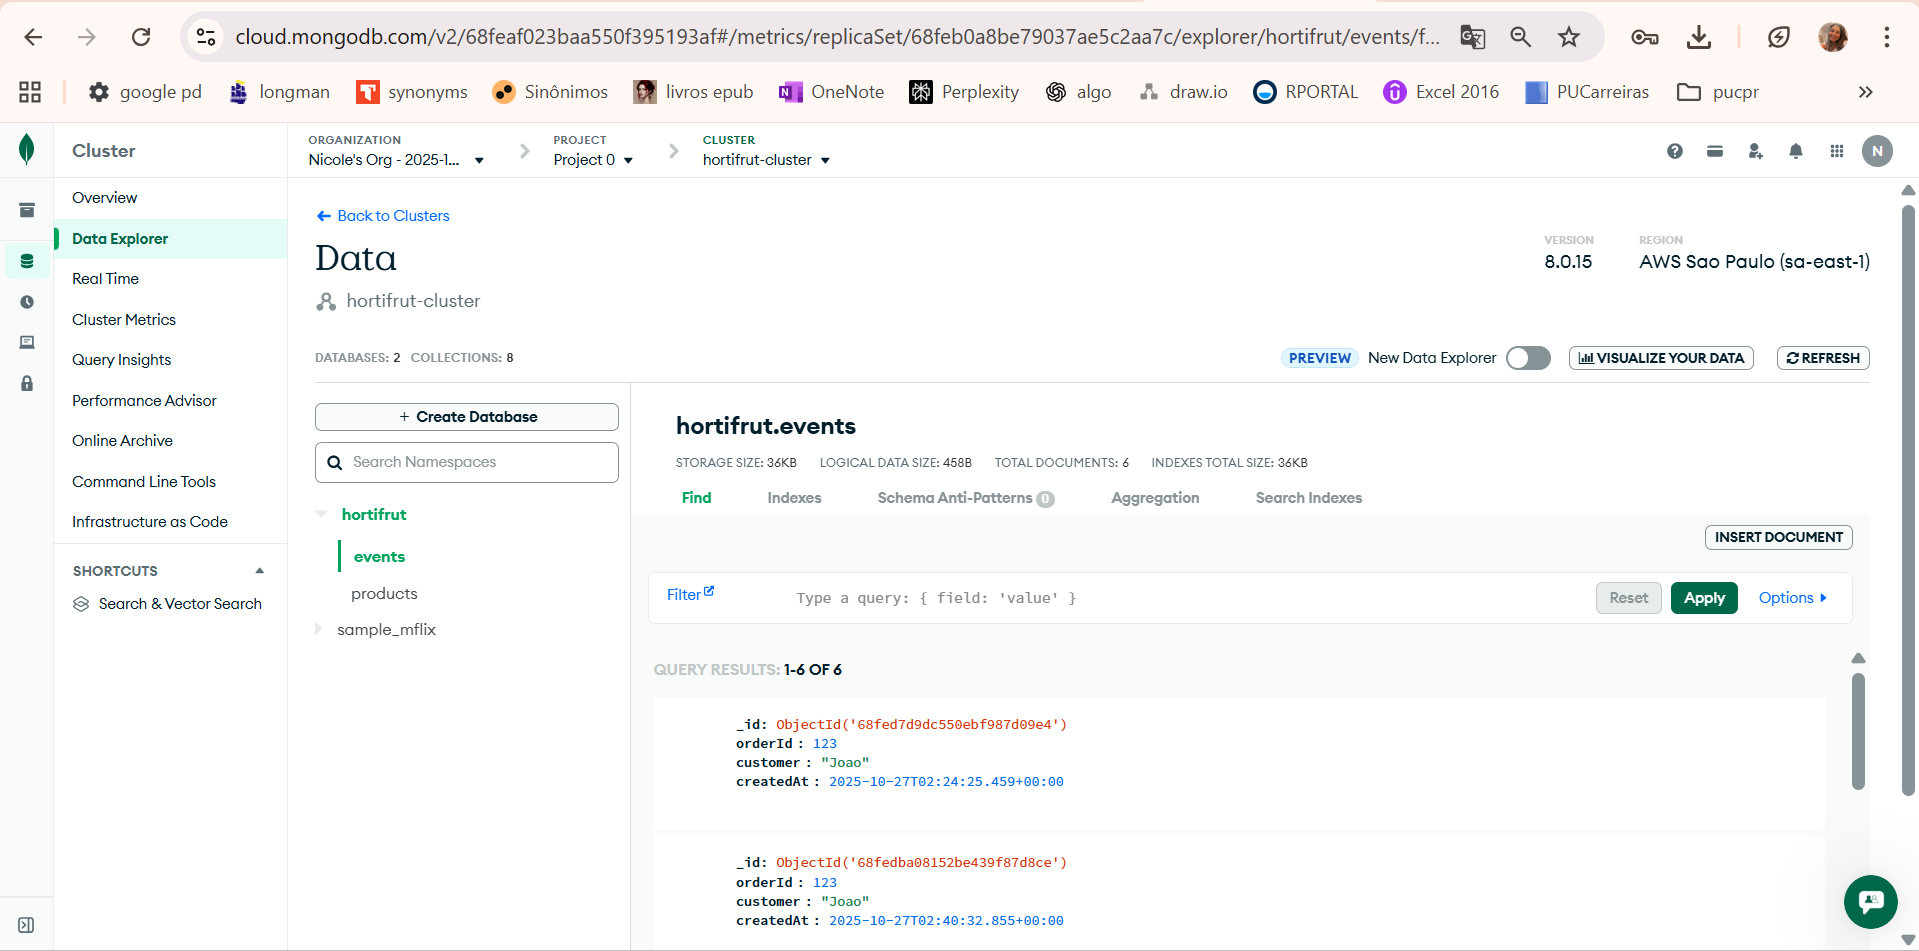 cloud.mongodb.com/v2/68feaf023baa550f395193af#/metrics/replicaSet/68feb0a8be79037ae5c2aa7c/explorer/hortifrut/events/f...
google pd
longman
synonyms
Sinônimos
livros epub
OneNote
Perplexity
algo
draw.io
RPORTAL
Excel 2016
PUCarreiras
pucpr
Cluster
ORGANIZATION
Nicole's Org - 2025-1...
PROJECT
Project 0
CLUSTER
hortifrut-cluster
N
Overview
Data Explorer
Real Time
Cluster Metrics
Query Insights
Performance Advisor
Online Archive
Command Line Tools
Infrastructure as Code
SHORTCUTS
Search & Vector Search
Back to Clusters
Data
hortifrut-cluster
VERSION
8.0.15
REGION
AWS Sao Paulo (sa-east-1)
DATABASES: 2 COLLECTIONS: 8
PREVIEW New Data Explorer
VISUALIZE YOUR DATA
REFRESH
+ Create Database
Search Namespaces
hortifrut
events
products
sample_mflix
hortifrut.events
STORAGE SIZE: 36KB LOGICAL DATA SIZE: 458B TOTAL DOCUMENTS: 6 INDEXES TOTAL SIZE: 36KB
Find
Indexes
Schema Anti-Patterns 0
Aggregation
Search Indexes
INSERT DOCUMENT
Filter
Type a query: { field: 'value' }
Reset
Apply
Options
QUERY RESULTS: 1-6 OF 6
_id: ObjectId('68fed7d9dc550ebf987d09e4')
orderId : 123
customer : "Joao"
createdAt : 2025-10-27T02:24:25.459+00:00
_id: ObjectId('68fedba08152be439f87d8ce')
orderId : 123
customer : "Joao"
createdAt : 2025-10-27T02:40:32.855+00:00